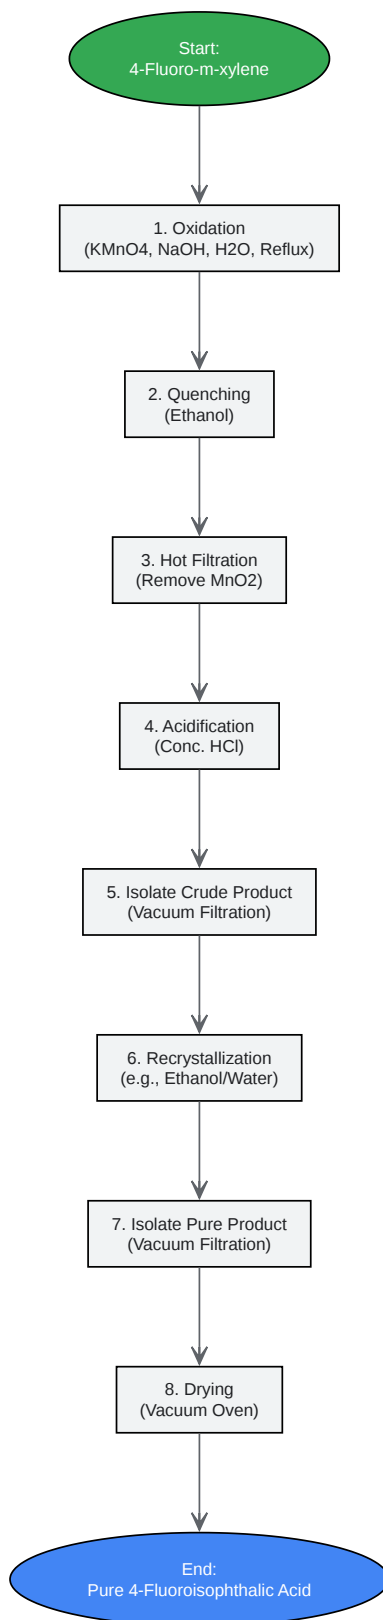 Start:
4-Fluoro-m-xylene
1. Oxidation
(KMnO4, NaOH, H2O, Reflux)
2. Quenching
(Ethanol)
3. Hot Filtration
(Remove MnO2)
4. Acidification
(Conc. HCl)
5. Isolate Crude Product
(Vacuum Filtration)
6. Recrystallization
(e.g., Ethanol/Water)
7. Isolate Pure Product
(Vacuum Filtration)
8. Drying
(Vacuum Oven)
End:
Pure 4-Fluoroisophthalic Acid